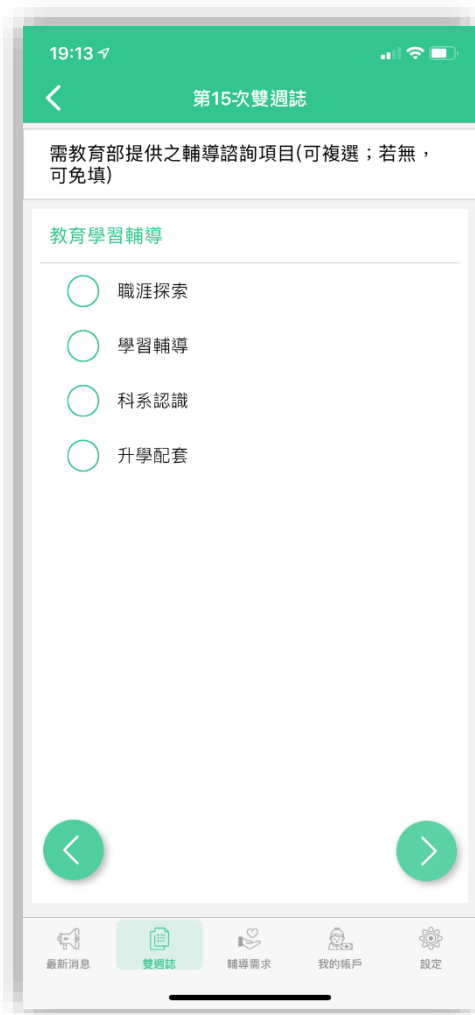 19:13
第15次雙週誌
需教育部提供之輔導諮詢項目(可複選；若無，
可免填)
教育學習輔導
職涯探索
學習輔導
科系認識
升學配套
最新消息 雙週誌 輔導需求 我的帳戶 設定